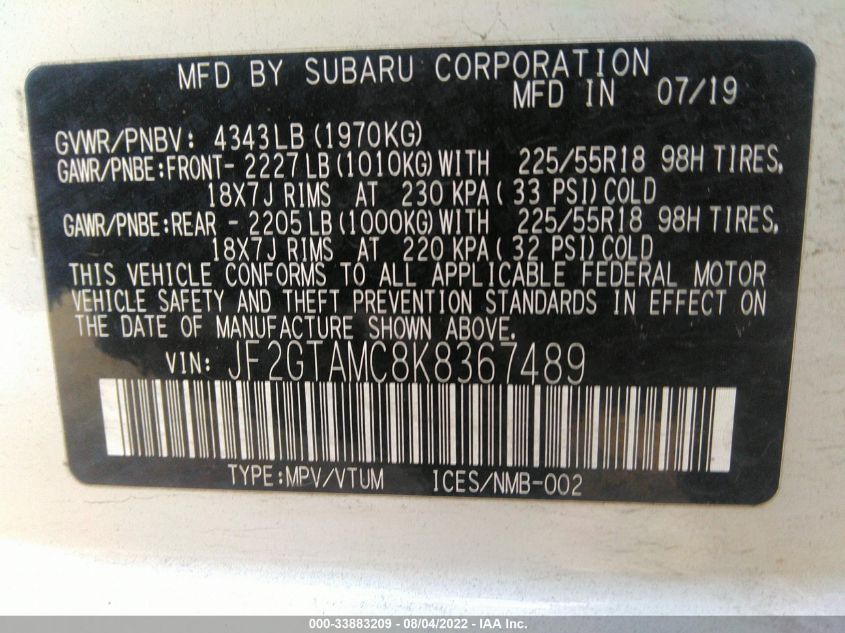 MFD BY SUBARU CORPORATION
MFD IN 07/19
GVWR/PNBV: 4343LB (1970KG)
GAWR/PNBE:FRONT- 2227LB(1010KG)WITH 225/55R18 98H TIRES,
18X7J RIMS AT 230 KPA( 33 PSI)COLD
GAWR/PNBE:REAR - 2205LB(1000KG)WITH 225/55R18 98H TIRES,
18X7J RIMS AT 220 KPA( 32 PSI)COLD
THIS VEHICLE CONFORMS TO ALL APPLICABLE FEDERAL MOTOR
VEHICLE SAFETY AND THEFT PREVENTION STANDARDS IN EFFECT ON
THE DATE OF MANUFACTURE SHOWN ABOVE.
VIN: JF2GTAMC8K8367489
TYPE:MPV/VTUM ICES/NMB-002
000-33883209 - 08/04/2022 - IAA Inc.